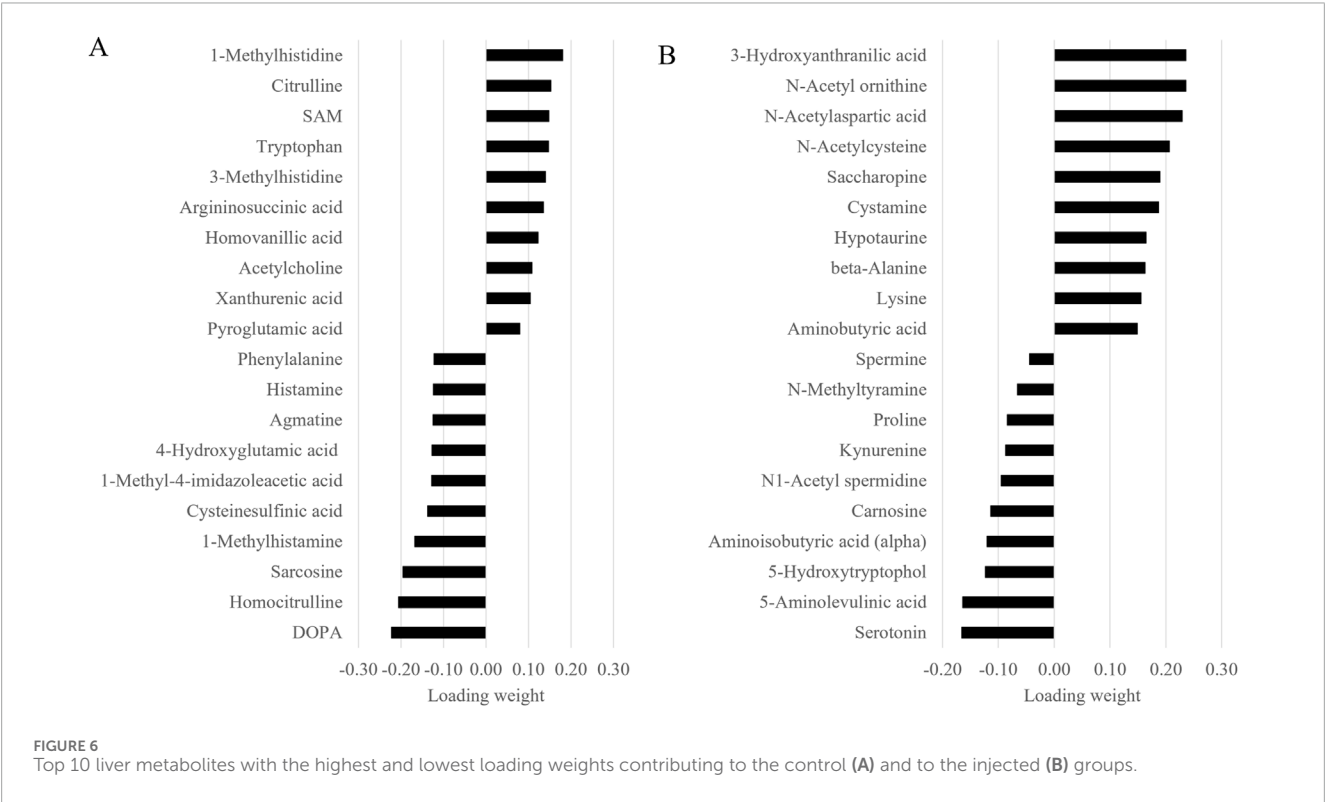 A
1-Methylhistidine
Citrulline
SAM
Tryptophan
3-Methylhistidine
Argininosuccinic acid
Homovanillic acid
Acetylcholine
Xanthurenic acid
Pyroglutamic acid
Phenylalanine
Histamine
Agmatine
4-Hydroxyglutamic acid
1-Methyl-4-imidazoleacetic acid
Cysteinesulfinic acid
1-Methylhistamine
Sarcosine
Homocitrulline
DOPA
-0.30 -0.20 -0.10 0.00 0.10 0.20 0.30
Loading weight
B
3-Hydroxyanthranilic acid
N-Acetyl ornithine
N-Acetylaspartic acid
N-Acetylcysteine
Saccharopine
Cystamine
Hypotaurine
beta-Alanine
Lysine
Aminobutyric acid
Spermine
N-Methyltyramine
Proline
Kynurenine
N1-Acetyl spermidine
Carnosine
Aminoisobutyric acid (alpha)
5-Hydroxytryptophol
5-Aminolevulinic acid
Serotonin
-0.20 -0.10 0.00 0.10 0.20 0.30
Loading weight
FIGURE 6
Top 10 liver metabolites with the highest and lowest loading weights contributing to the control (A) and to the injected (B) groups.